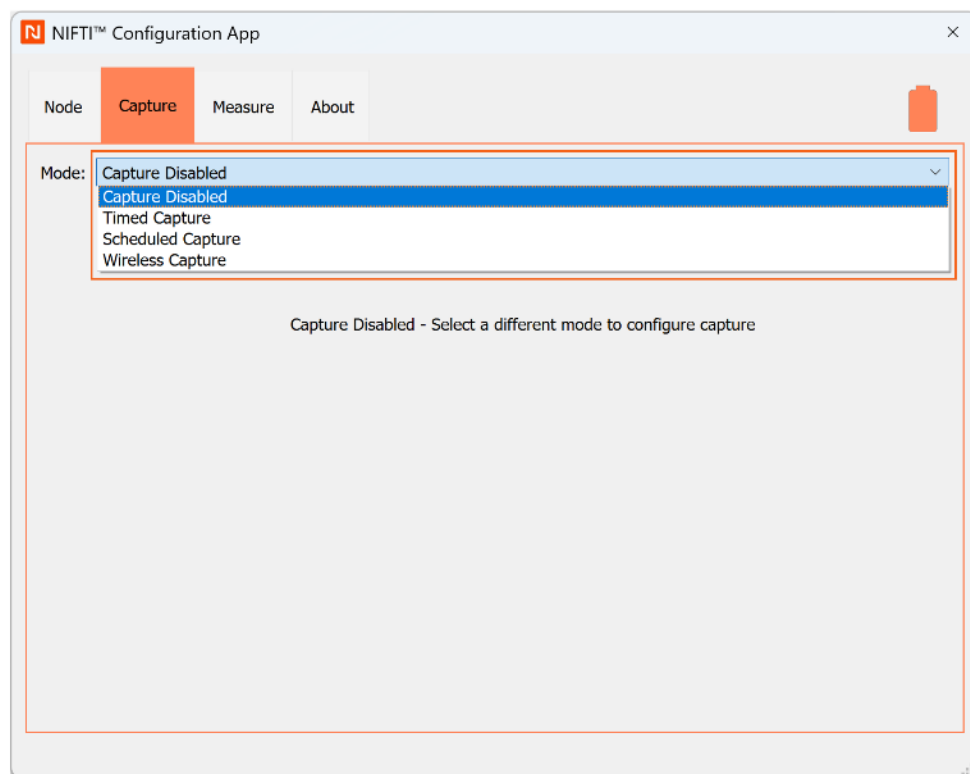 NIFTI™ Configuration App
Node Capture Measure About
Mode: Capture Disabled
Capture Disabled
Timed Capture
Scheduled Capture
Wireless Capture
Capture Disabled - Select a different mode to configure capture